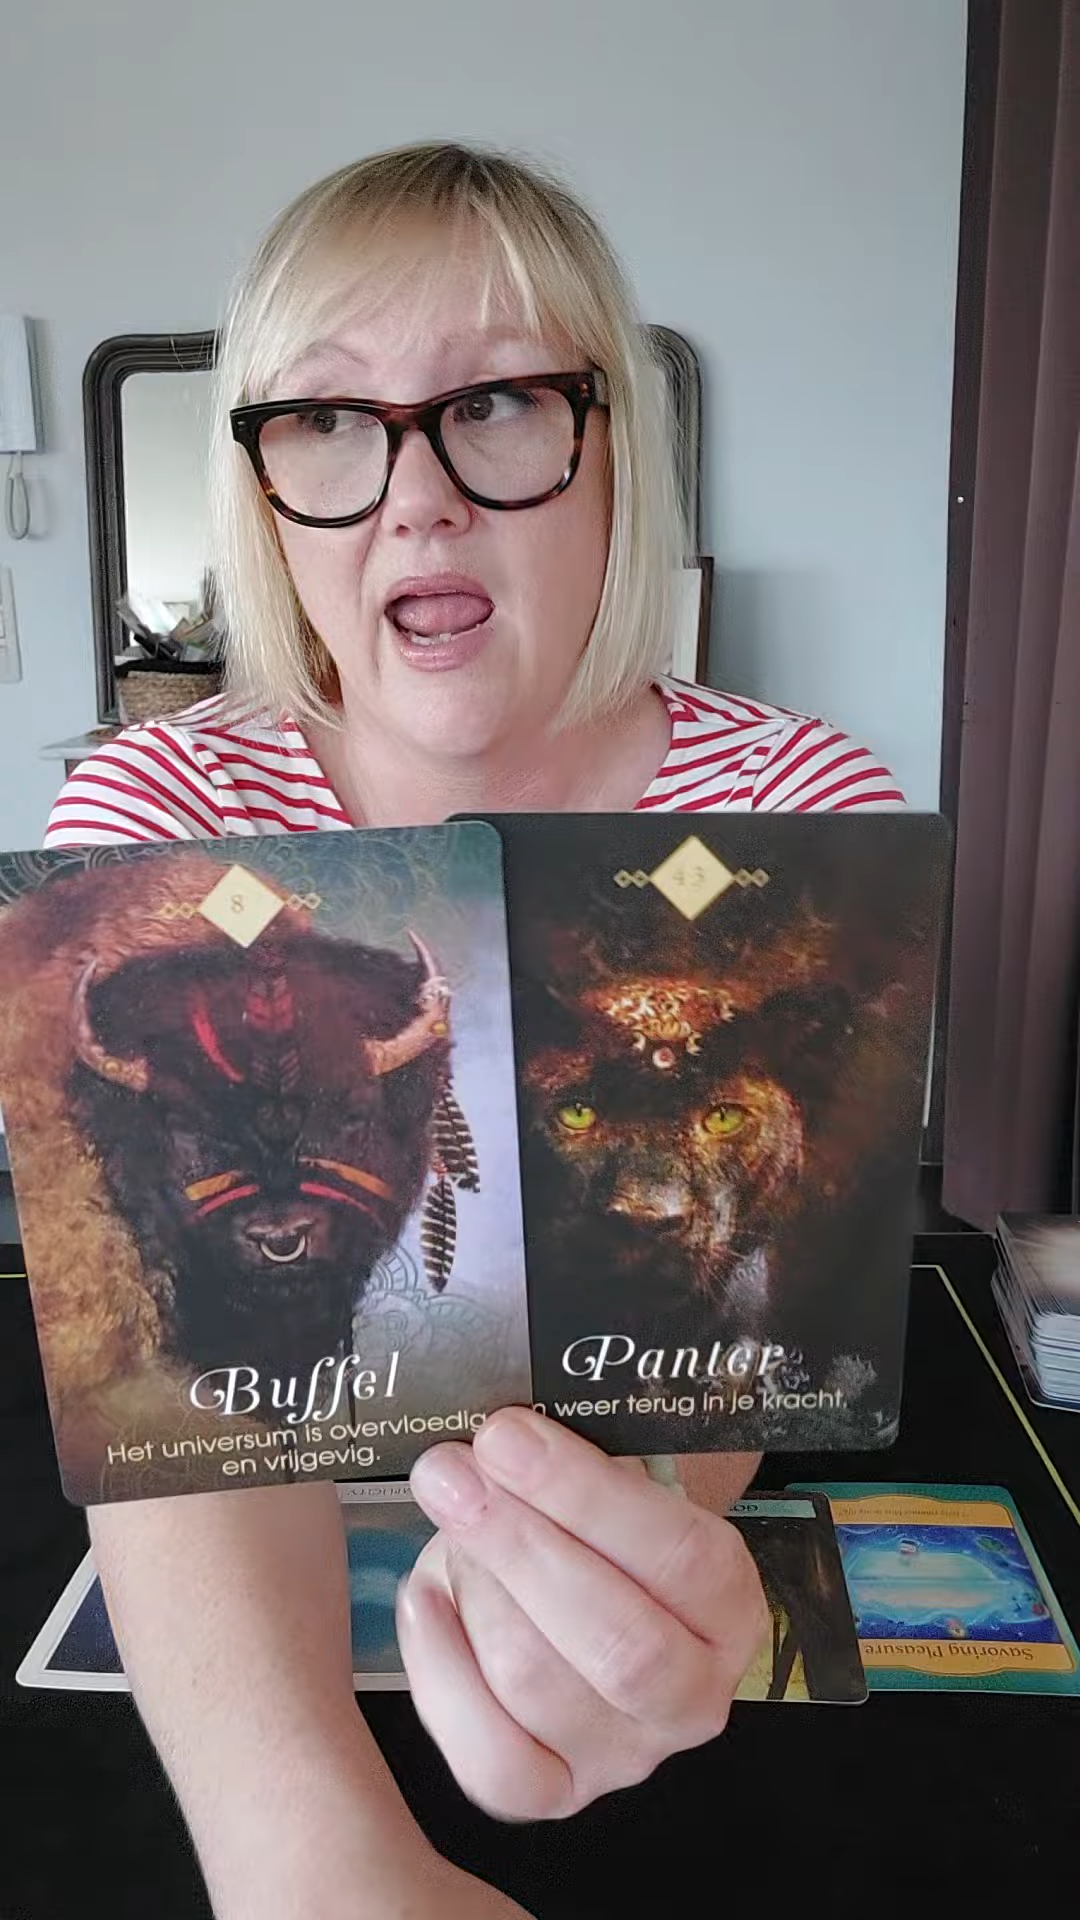 8
43
Buffel
Het universum is overvloedig
en vrijgevig.
Panter
weer terug in je kracht.
Savoring Pleasure